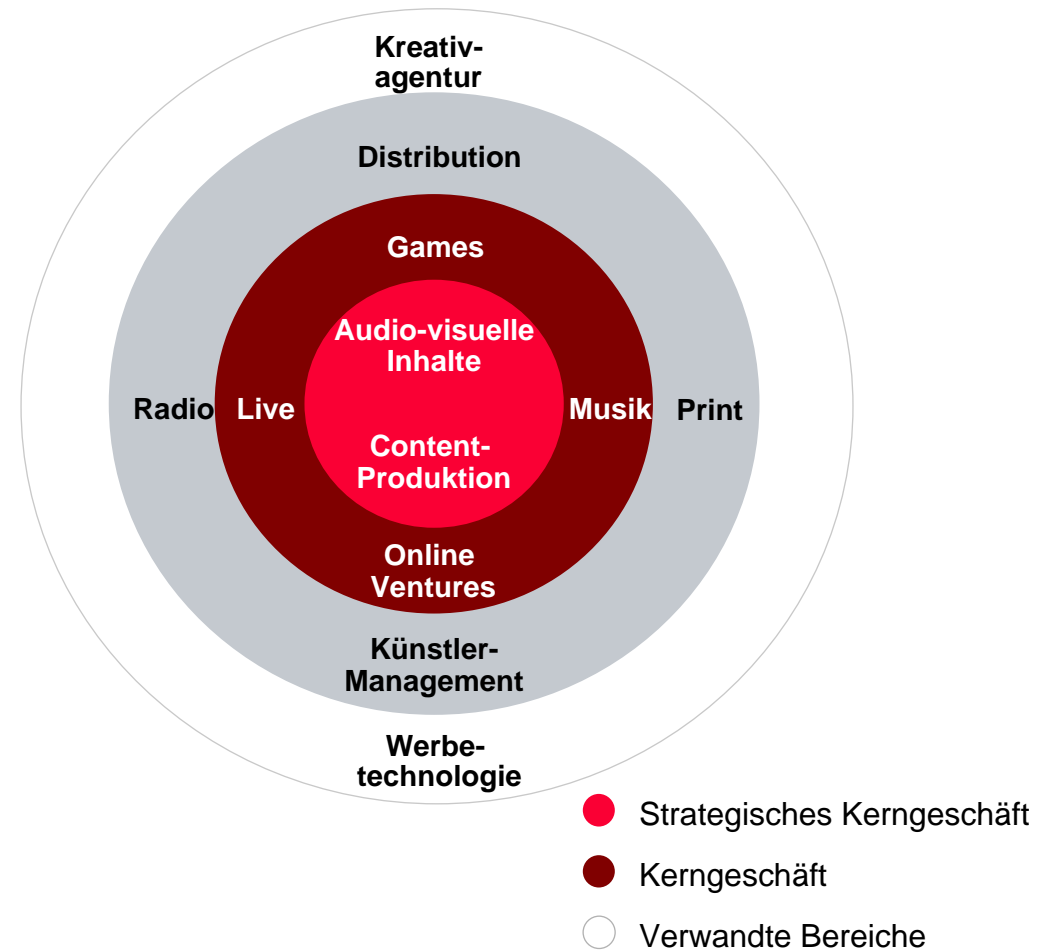 Kreativ-
agentur
Distribution
Games
Audio-visuelle
Inhalte
Radio Live Musik Print
Content-
Produktion
Online
Ventures
Künstler-
Management
Werbe-
technologie
Strategisches Kerngeschäft
Kerngeschäft
Verwandte Bereiche